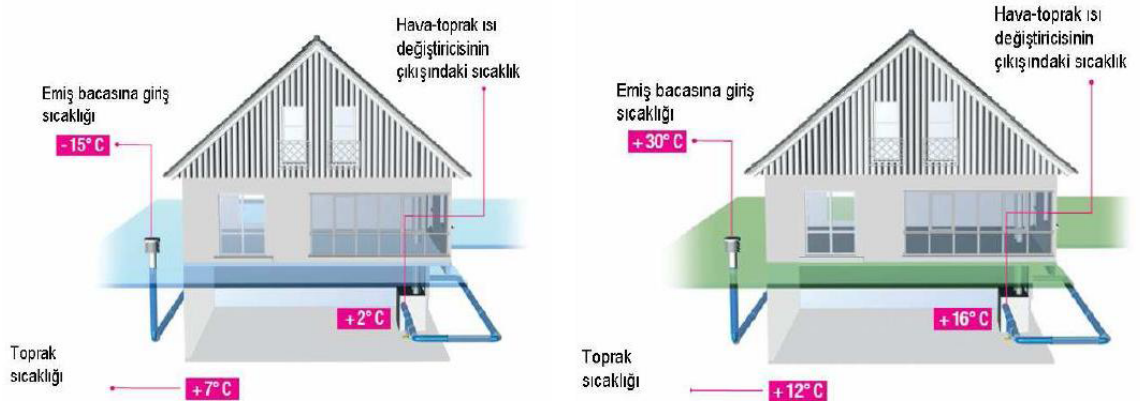 Hava-toprak ısı
değiştiricisinin
çıkışındaki sıcaklık
Emiş bacasına giriş
sıcaklığı
-15° C
+2° C
Toprak
sıcaklığı
+7° C
Hava-toprak ısı
değiştiricisinin
çıkışındaki sıcaklık
Emiş bacasına giriş
sıcaklığı
+30° C
+16° C
Toprak
sıcaklığı
+12° C